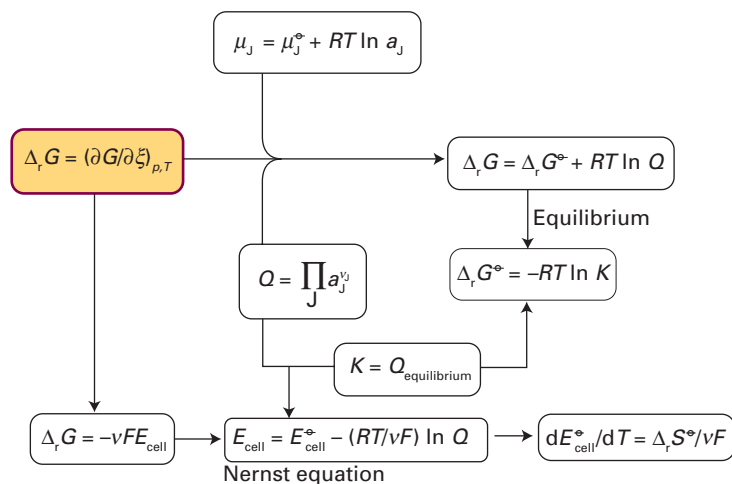 μ_J = μ_J^⦵ + RT ln a_J
Δ_rG = (∂G/∂ξ)_p,T
Δ_rG = Δ_rG^⦵ + RT ln Q
Equilibrium
Q = ∏_J a_J^ν_J
Δ_rG^⦵ = –RT ln K
K = Q_equilibrium
Δ_rG = –νFE_cell
E_cell = E_cell^⦵ – (RT/νF) ln Q
dE_cell^⦵/dT = Δ_rS^⦵/νF
Nernst equation